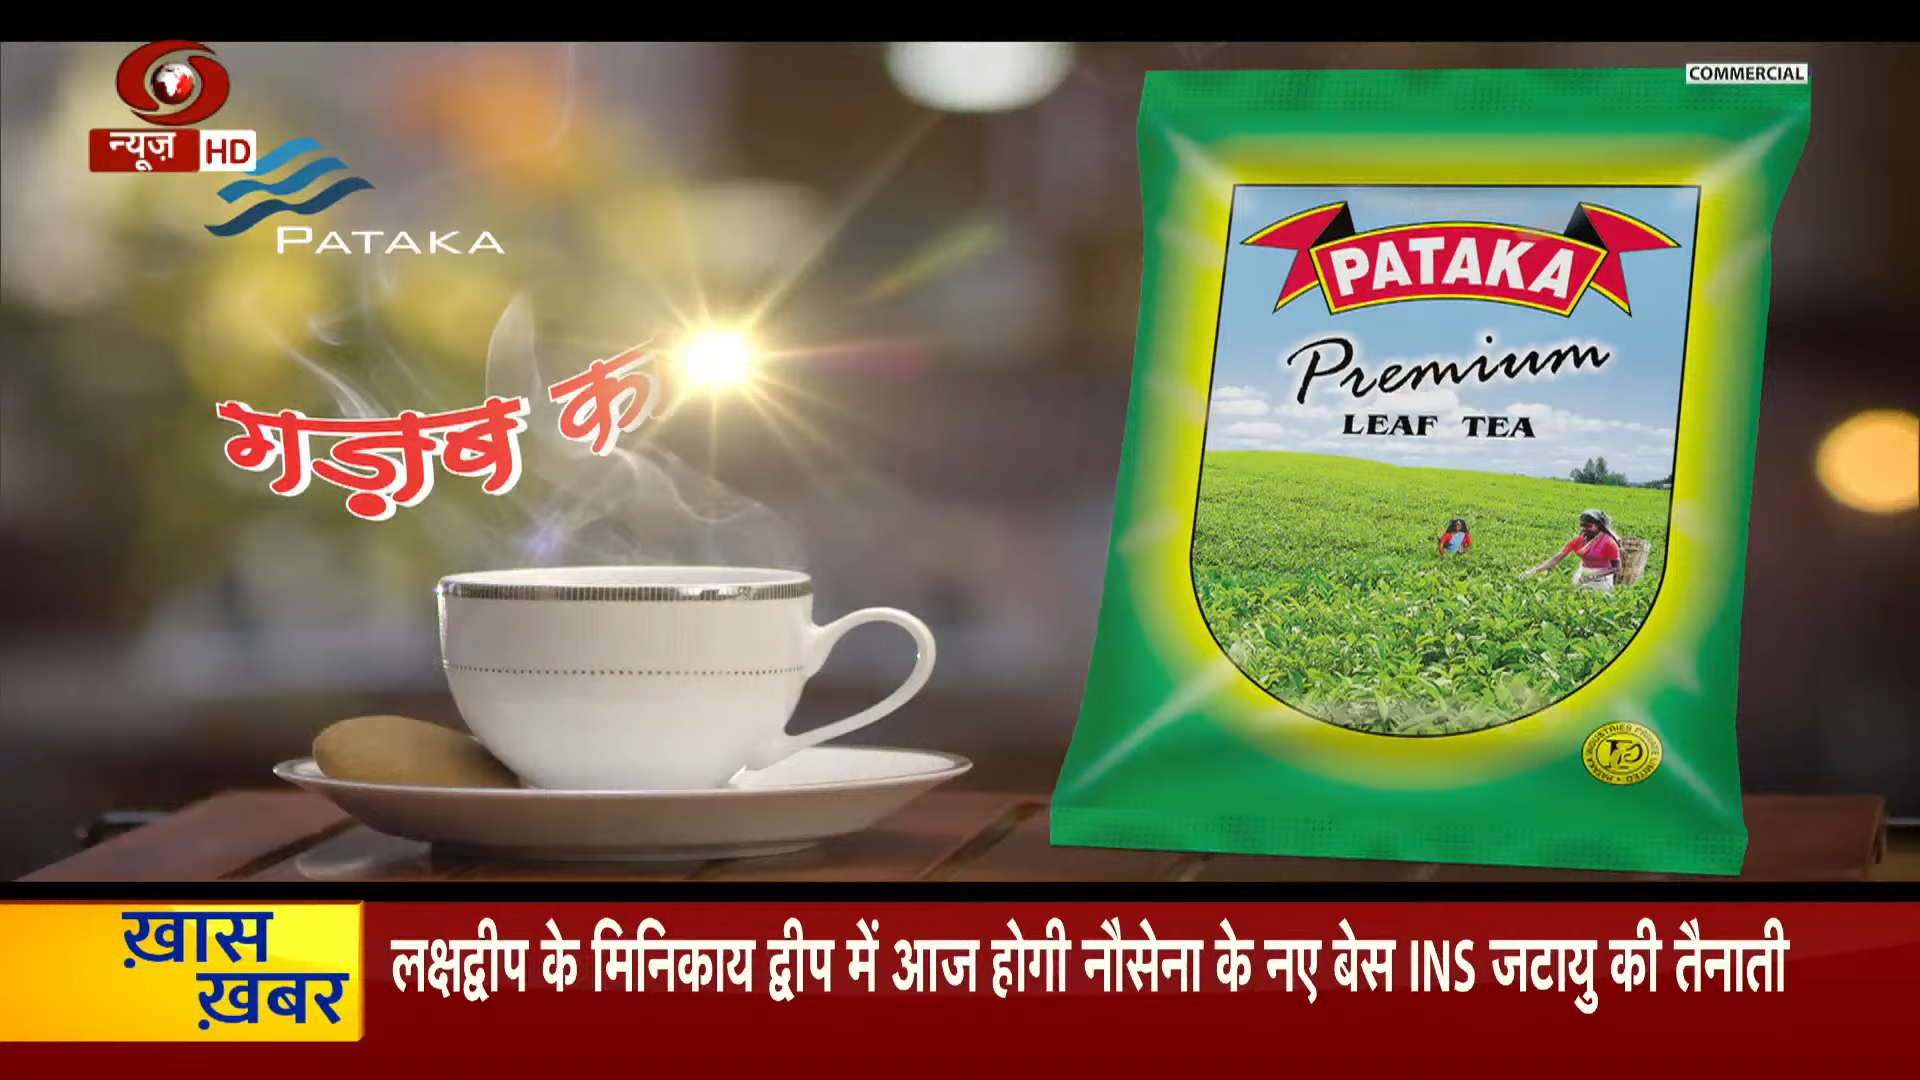 COMMERCIAL
न्यूज़ HD
PATAKA
गज़ब क
PATAKA
Premium
LEAF TEA
ख़ास
ख़बर
लक्षद्वीप के मिनिकाय द्वीप में आज होगी नौसेना के नए बेस INS जटायु की तैनाती